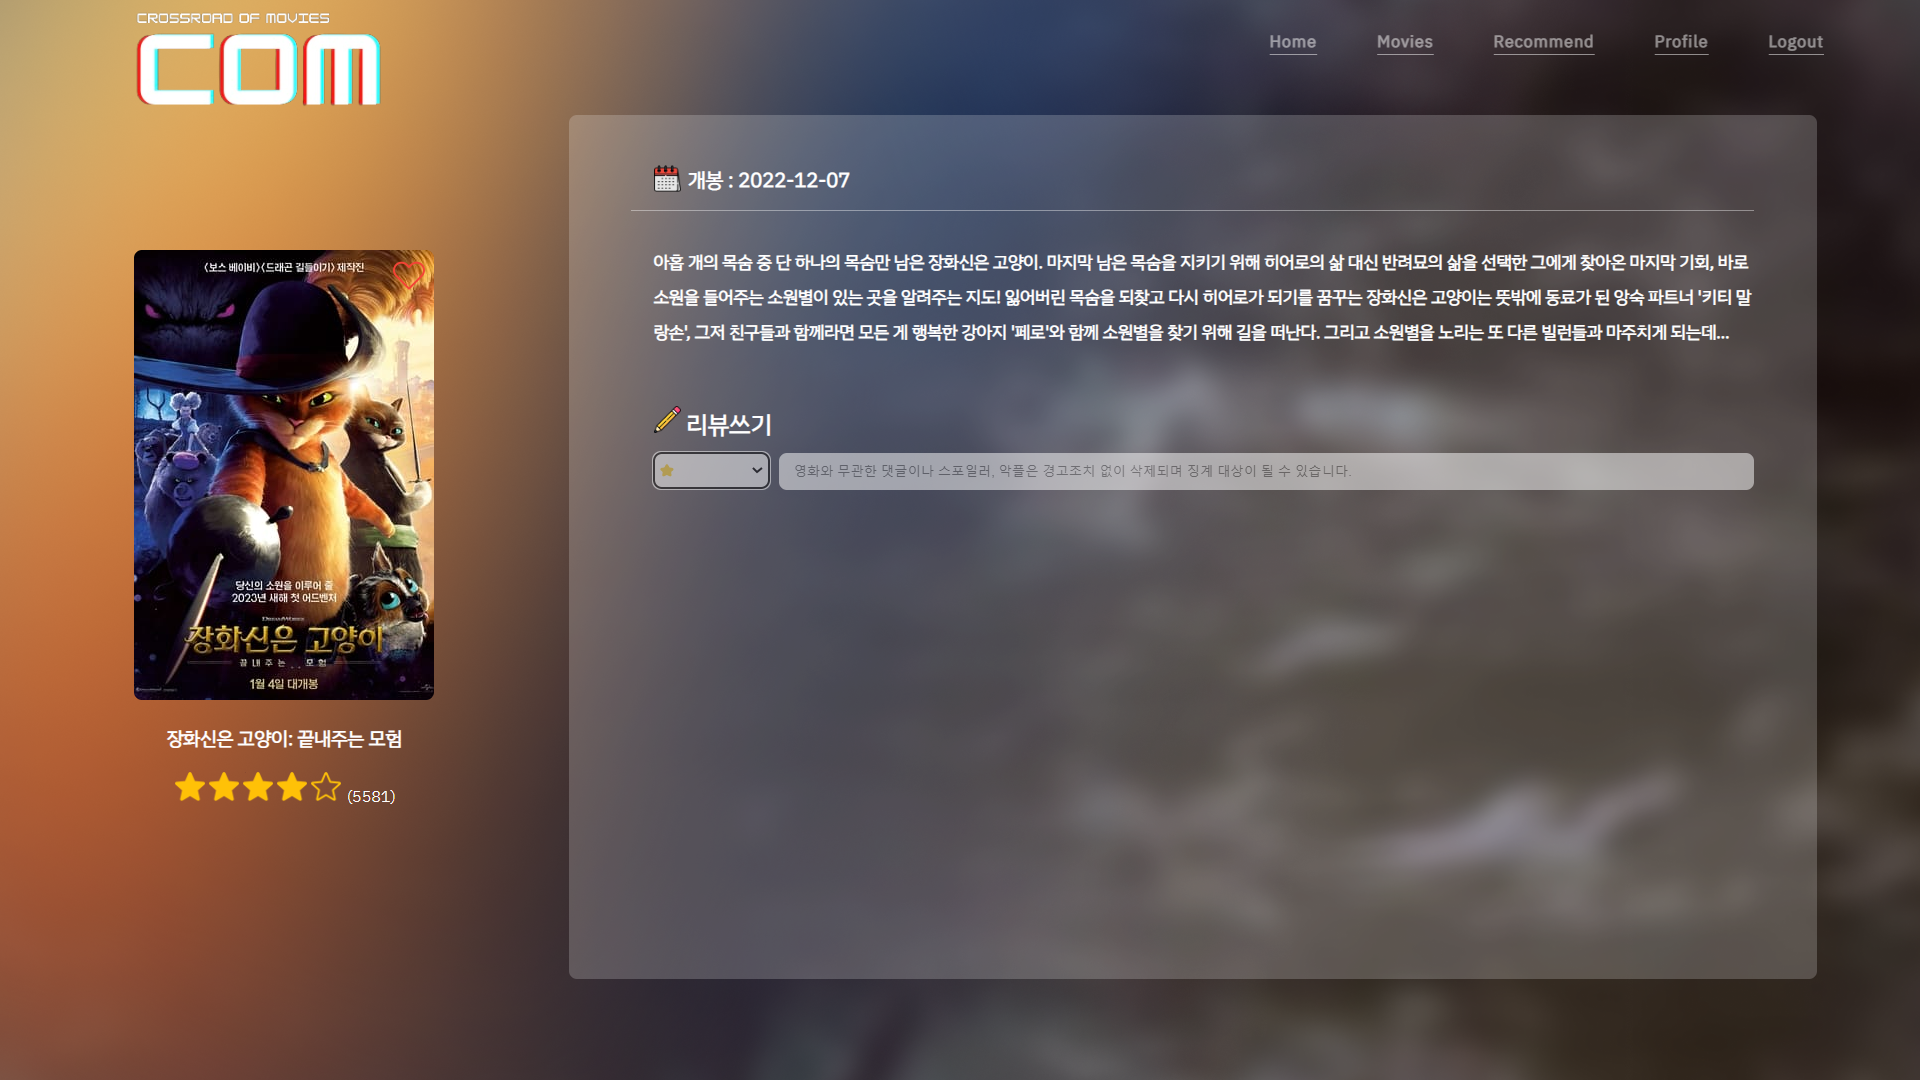 CROSSROAD OF MOVIES
COM
Home
Movies
Recommend
Profile
Logout
개봉 : 2022-12-07
아홉 개의 목숨 중 단 하나의 목숨만 남은 장화신은 고양이. 마지막 남은 목숨을 지키기 위해 히어로의 삶 대신 반려묘의 삶을 선택한 그에게 찾아온 마지막 기회, 바로
소원을 들어주는 소원별이 있는 곳을 알려주는 지도! 잃어버린 목숨을 되찾고 다시 히어로가 되기를 꿈꾸는 장화신은 고양이는 뜻밖에 동료가 된 앙숙 파트너 '키티 말
랑손', 그저 친구들과 함께라면 모든 게 행복한 강아지 '페로'와 함께 소원별을 찾기 위해 길을 떠난다. 그리고 소원별을 노리는 또 다른 빌런들과 마주치게 되는데...
리뷰쓰기
영화와 무관한 댓글이나 스포일러, 악플은 경고조치 없이 삭제되며 징계 대상이 될 수 있습니다.
<보스 베이비><드래곤 길들이기> 제작진
당신의 소원을 이루어 줄
2023년 새해 첫 어드벤처
DREAMWORKS
장화신은 고양이
끝내주는 모험
1월 4일 대개봉
장화신은 고양이: 끝내주는 모험
(5581)